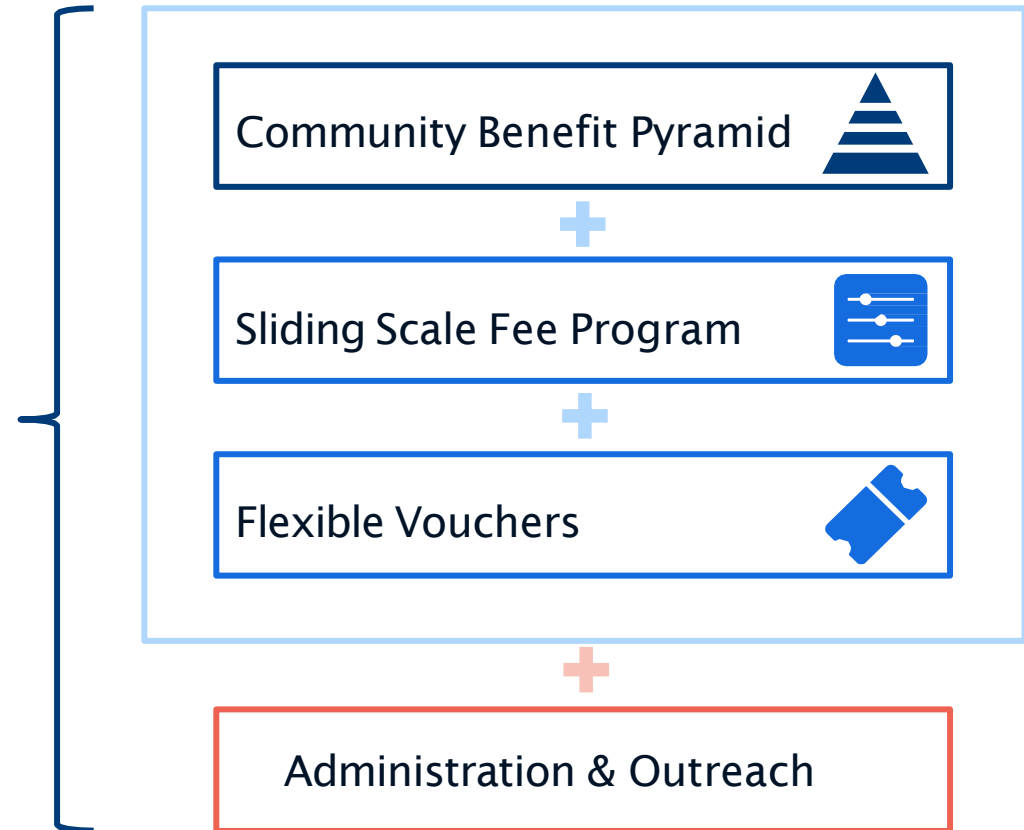 Community Benefit Pyramid
Sliding Scale Fee Program
Flexible Vouchers
Administration & Outreach